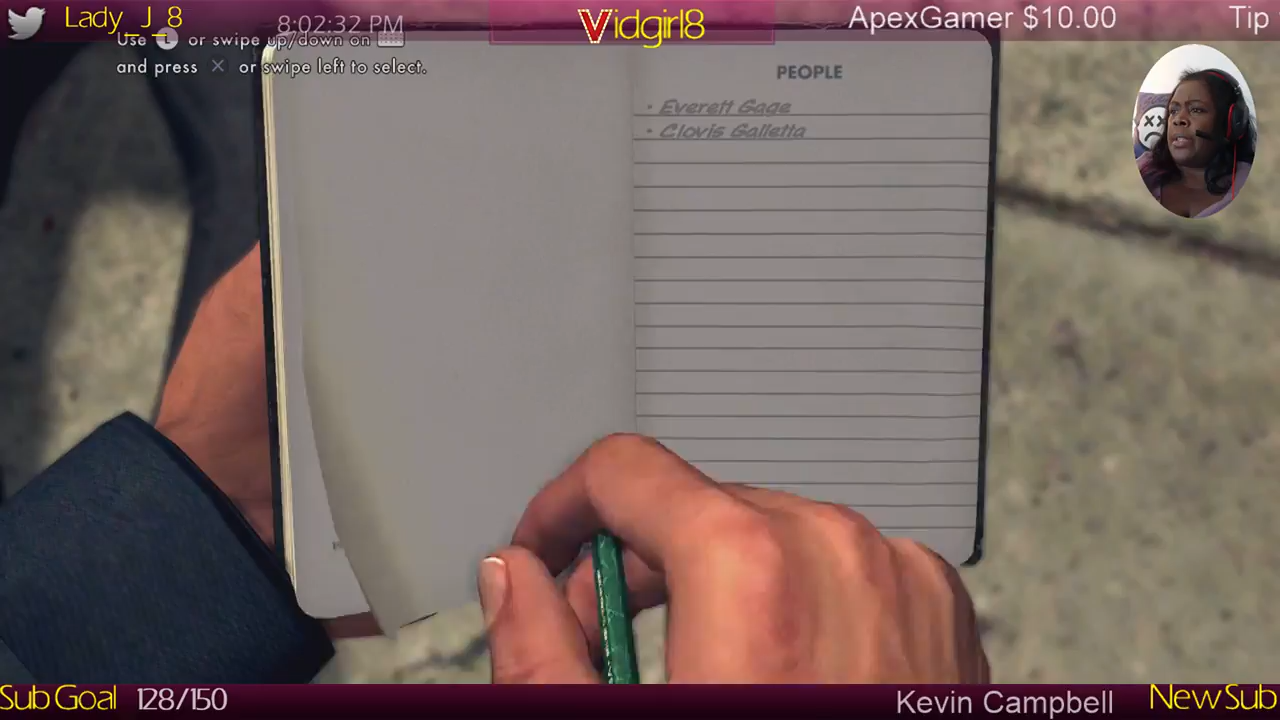 Lady_J_8
8:02:32 PM
Vidgirl8
ApexGamer $10.00
Tip
Use L or swipe up/down on
and press X or swipe left to select.
PEOPLE
• Everett Gage
• Clovis Galletta
Sub Goal 128/150
Kevin Campbell
New Sub